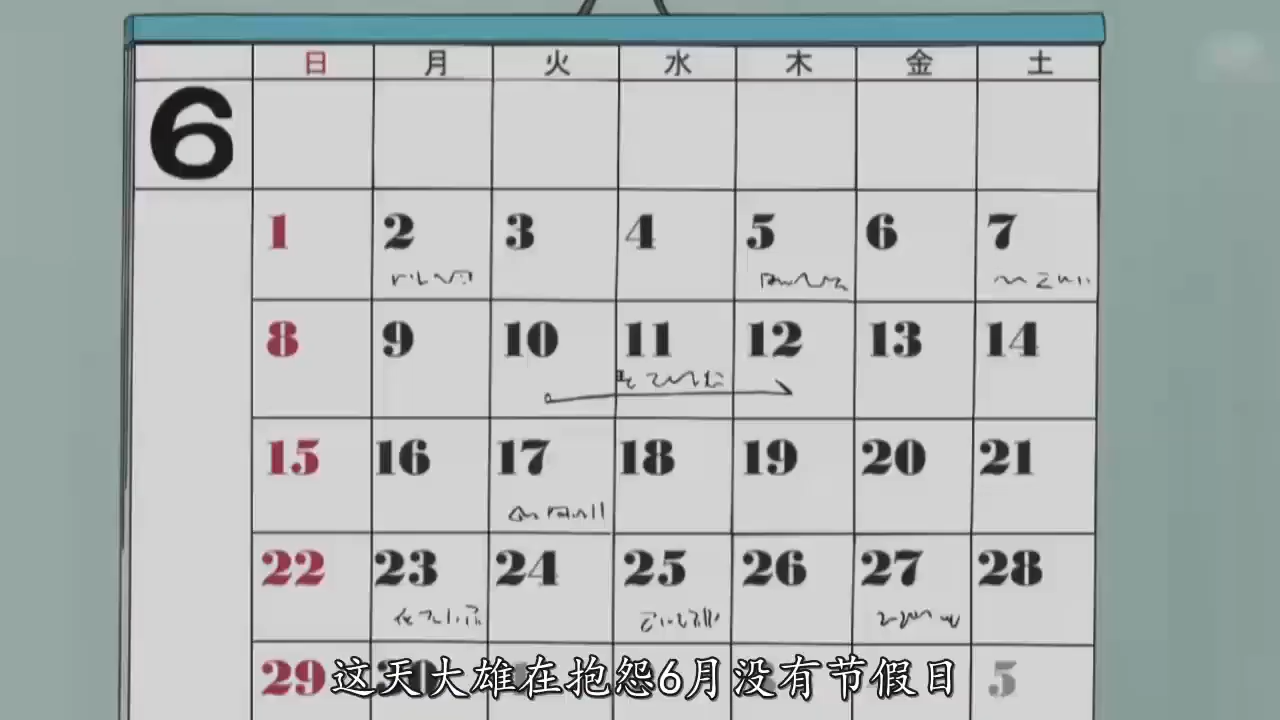 日 月 火 水 木 金 土
6
1 2 3 4 5 6 7
8 9 10 11 12 13 14
15 16 17 18 19 20 21
22 23 24 25 26 27 28
29 30 5
这天大雄在抱怨6月没有节假日